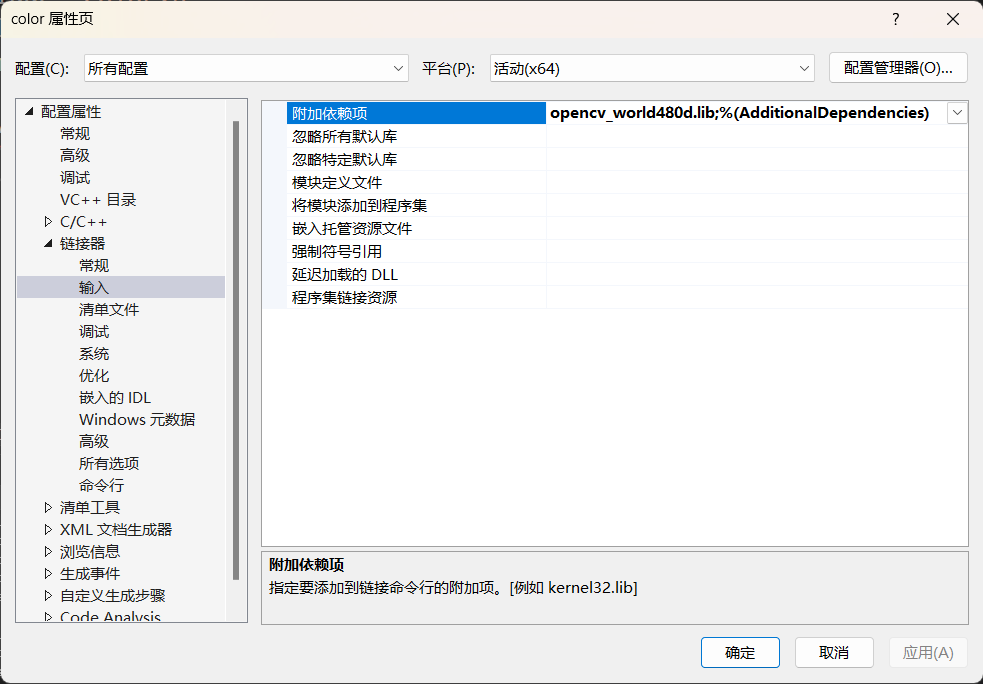 color 属性页
配置(C): 所有配置 平台(P): 活动(x64) 配置管理器(O)...
配置属性
常规
高级
调试
VC++ 目录
C/C++
链接器
常规
输入
清单文件
调试
系统
优化
嵌入的 IDL
Windows 元数据
高级
所有选项
命令行
清单工具
XML 文档生成器
浏览信息
生成事件
自定义生成步骤
Code Analysis
附加依赖项 opencv_world480d.lib;%(AdditionalDependencies)
忽略所有默认库
忽略特定默认库
模块定义文件
将模块添加到程序集
嵌入托管资源文件
强制符号引用
延迟加载的 DLL
程序集链接资源
附加依赖项
指定要添加到链接命令行的附加项。[例如 kernel32.lib]
确定 取消 应用(A)